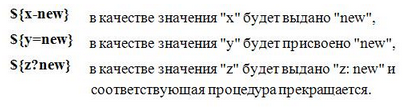 ${x-new} в качестве значения "x" будет выдано "new",
${y=new} в качестве значения "y" будет присвоено "new",
${z?new} в качестве значения "z" будет выдано "z: new" и
соответствующая процедура прекращается.